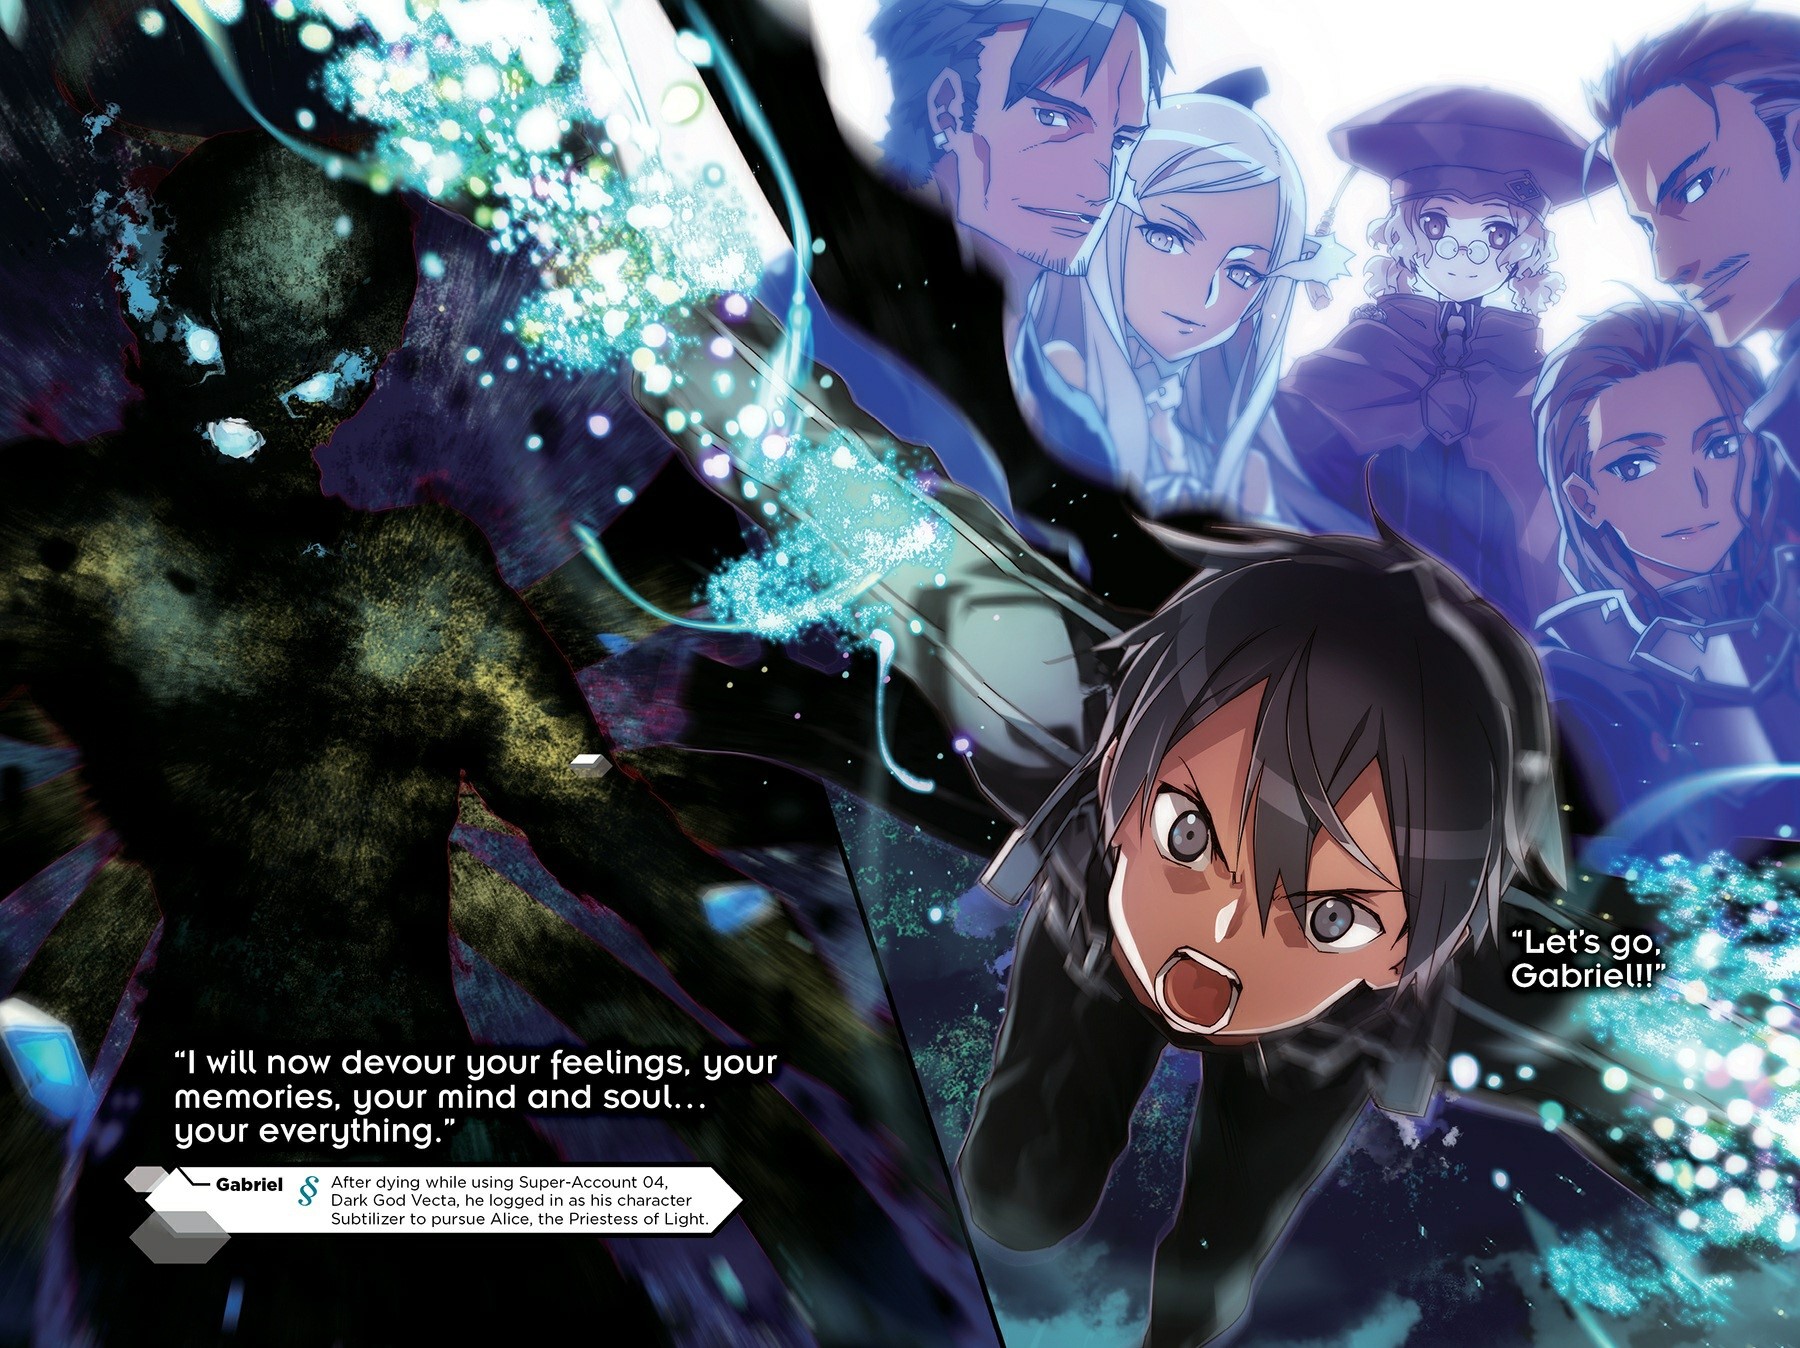 “I will now devour your feelings, your
memories, your mind and soul...
your everything.”
Gabriel
§
After dying while using Super-Account 04,
Dark God Vecta, he logged in as his character
Subtilizer to pursue Alice, the Priestess of Light.
“Let’s go,
Gabriel!!”